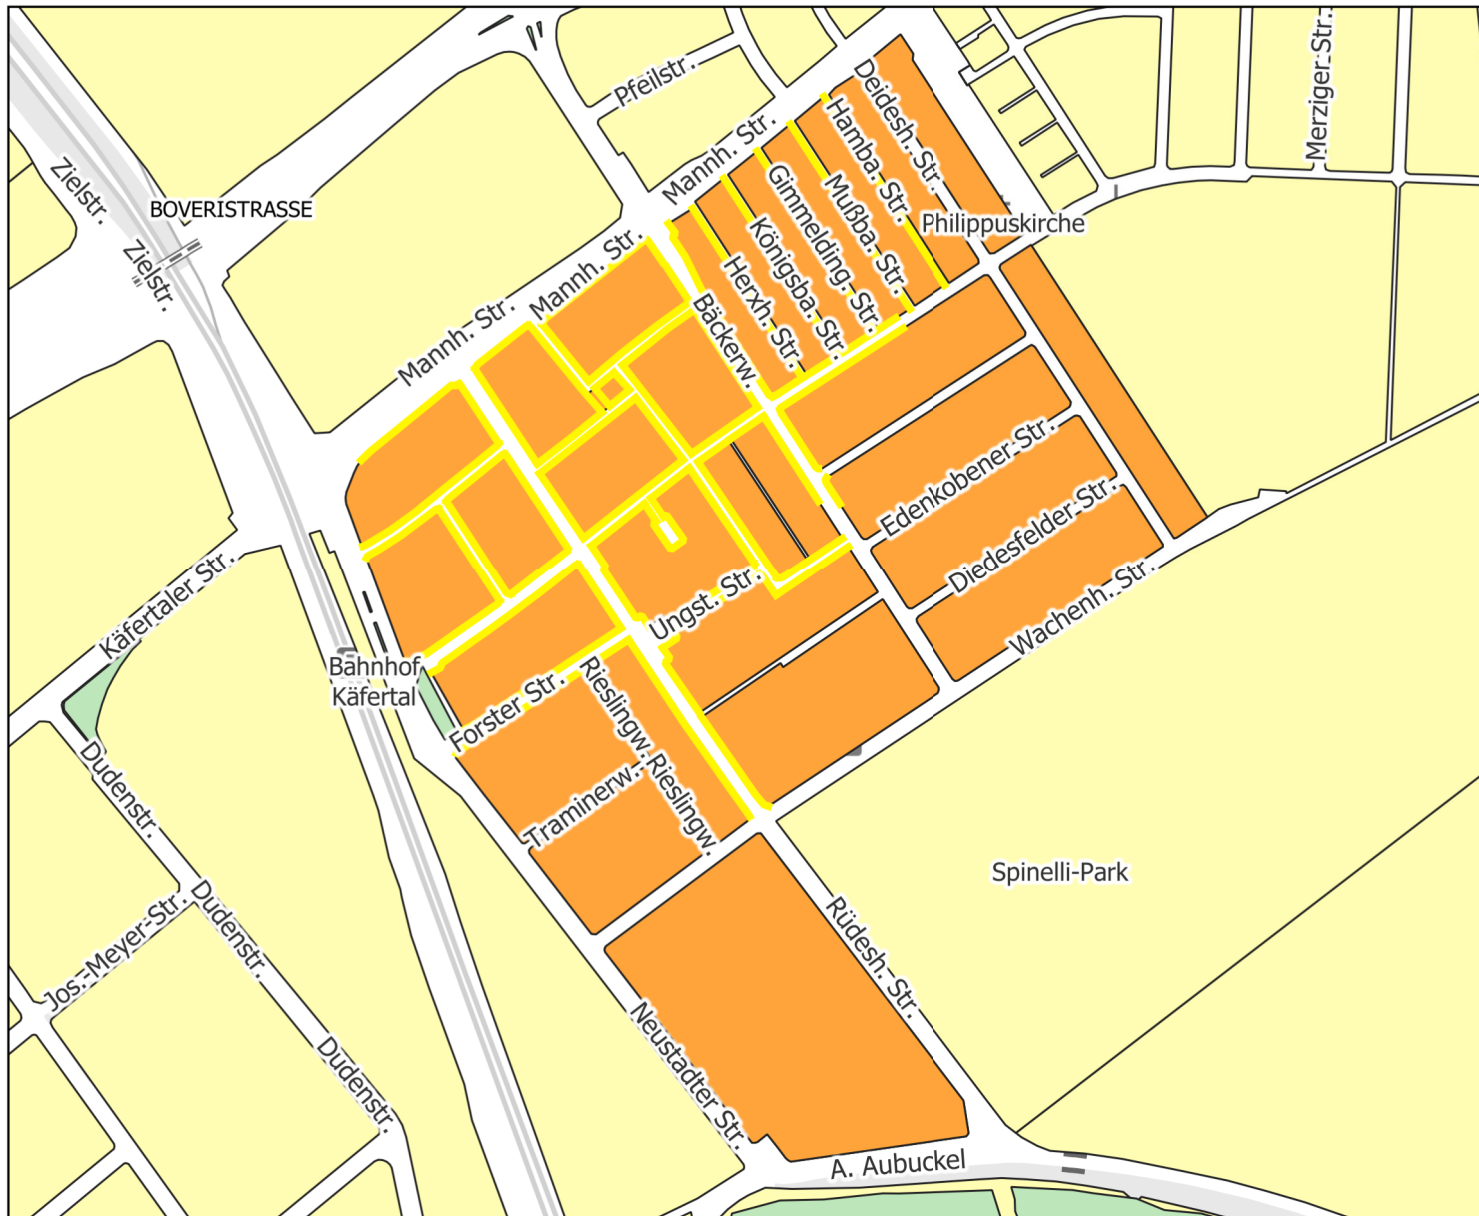 Pfeilstr.
Merziger-Str.
Deidesh. Str.
Hamba. Str.
Mannh. Str.
Mußba. Str.
Gimmelding. Str.
Königsba. Str.
Herxh. Str.
Philippuskirche
Zielstr.
BOVERISTRASSE
Zielstr.
Mannh. Str.
Mannh. Str.
Bäckerw.
Edenkobener-Str.
Diedesfelder-Str.
Wachenh. Str.
Käfertaler Str.
Ungst. Str.
Bahnhof
Käfertal
Forster Str.
Rieslingw.
Rieslingw.
Traminerw.
Dudenstr.
Spinelli-Park
Jos.-Meyer-Str.
Dudenstr.
Rüdesh. Str.
Neustadter Str.
Dudenstr.
A. Aubuckel